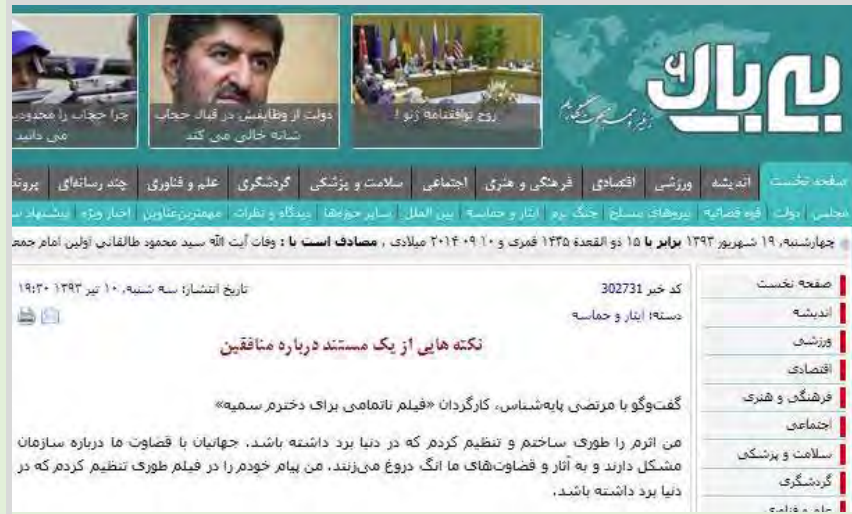 بی باک
چرا حجاب را محدودیت
می دانید
دولت از وظایفش در قبال حجاب
شانه خالی می کند
روح توافقنامه ژنو !
صفحه نخست اندیشه ورزشی اقتصادی فرهنگی و هنری اجتماعی سلامت و پزشکی گردشگری علم و فناوری چند رسانه‌ای
مجلس دولت قوه قضائیه نیروهای مسلح جنگ نرم ایثار و حماسه بین الملل سایر حوزه‌ها دیدگاه و نظرات مهمترین‌عناوین اخبار ویژه پیشنهاد
چهارشنبه، ۱۹ شهریور ۱۳۹۳ برابر با ۱۵ ذو القعدة ۱۴۳۵ قمری و ۱۰ ۰۹ ۲۰۱۴ میلادی ، مصادف است با : وفات آیت الله سید محمود طالقانی اولین امام
صفحه نخست
اندیشه
ورزشی
اقتصادی
فرهنگی و هنری
اجتماعی
سلامت و پزشکی
گردشگری
علم و فناوری
کد خبر 302731
تاریخ انتشار: سه شنبه، ۱۰ تیر ۱۳۹۳ ۱۹:۳۰
دسته: ایثار و حماسه
نکته هایی از یک مستند درباره منافقین
گفت‌وگو با مرتضی پایه‌شناس، کارگردان «فیلم ناتمامی برای دخترم سمیه»
من اثرم را طوری ساختم و تنظیم کردم که در دنیا برد داشته باشد. جهانیان با قضاوت ما درباره سازمان
مشکل دارند و به آثار و قضاوت‌های ما انگ دروغ می‌زنند. من پیام خودم را در فیلم طوری تنظیم کردم که در
دنیا برد داشته باشد.